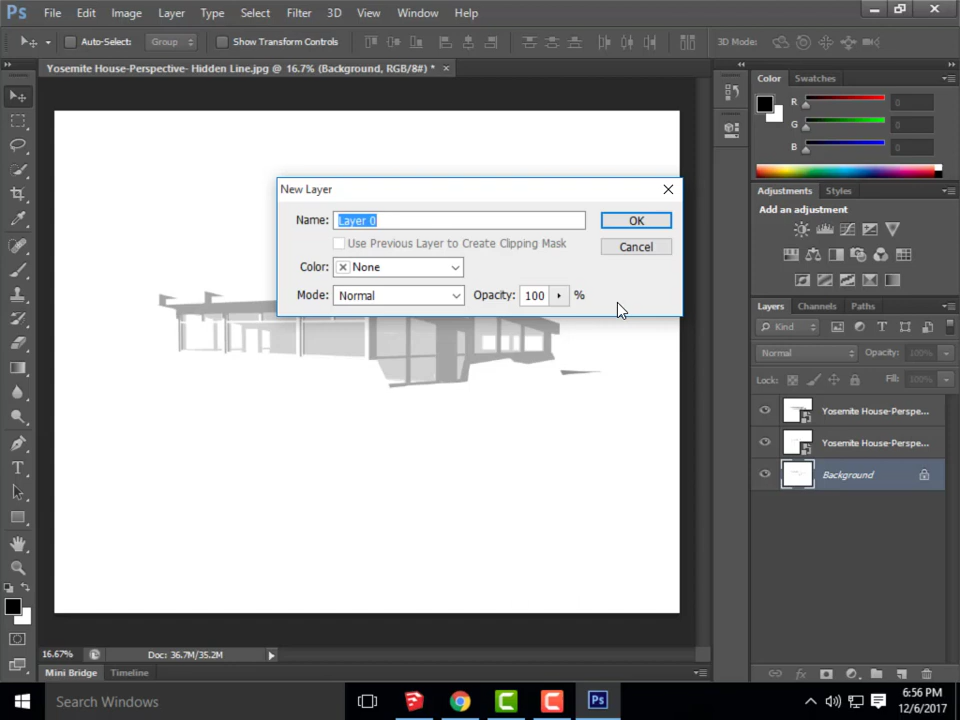 Ps File Edit Image Layer Type Select Filter 3D View Window Help
Auto-Select: Group Show Transform Controls 3D Mode:
Yosemite House-Perspective- Hidden Line.jpg @ 16.7% (Background, RGB/8#) * ×
Color Swatches
R 0
G 0
B 0
Adjustments Styles
Add an adjustment
New Layer
Name: Layer 0 OK
Use Previous Layer to Create Clipping Mask Cancel
Color: None
Mode: Normal Opacity: 100 %
Layers Channels Paths
Kind
Normal Opacity: 100%
Lock: Fill: 100%
Yosemite House-Perspe...
Yosemite House-Perspe...
Background
16.67% Doc: 36.7M/35.2M
Mini Bridge Timeline
Search Windows
6:56 PM
12/6/2017